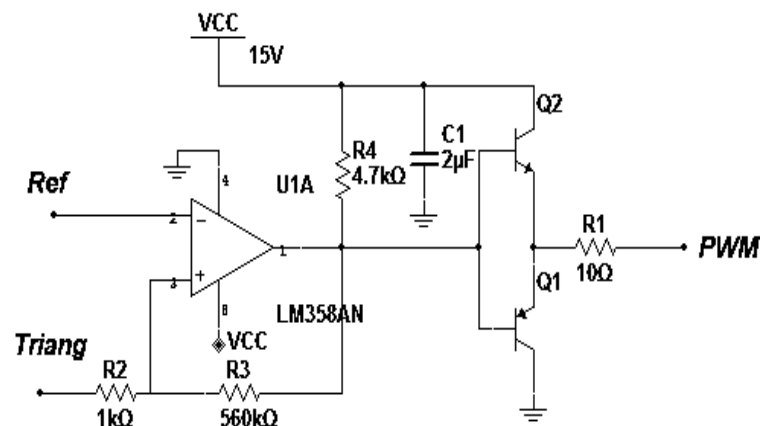 VCC
15V
Q2
C1
2µF
R4
4.7kΩ
U1A
4
Ref
2
1
3
8
R1
10Ω
PWM
Q1
LM358AN
VCC
Triang
R2
1kΩ
R3
560kΩ